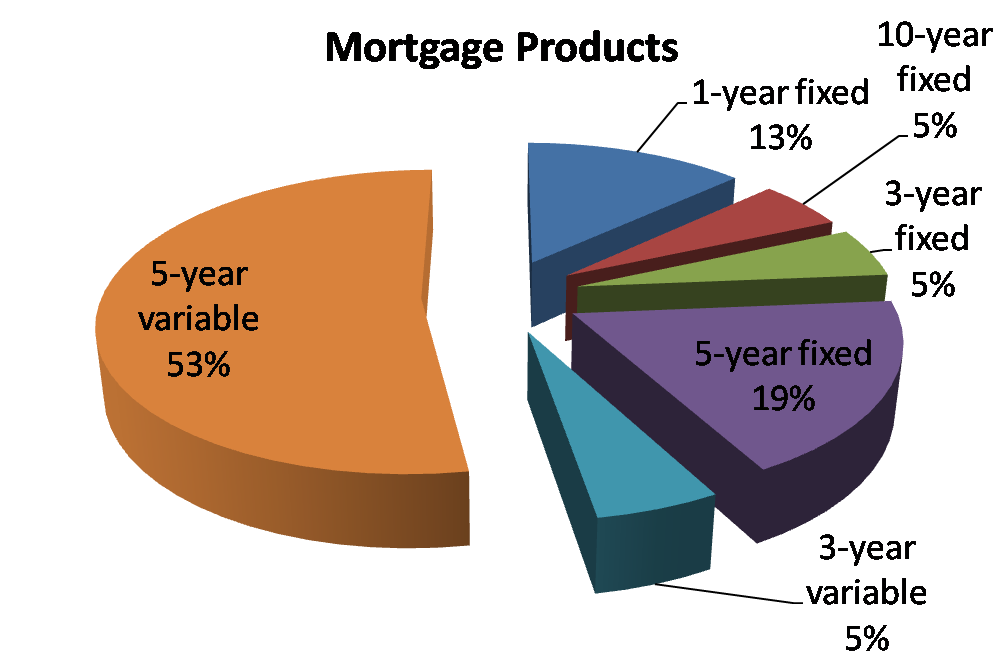 Mortgage Products
1-year fixed
13%
10-year
fixed
5%
3-year
fixed
5%
5-year fixed
19%
3-year
variable
5%
5-year
variable
53%